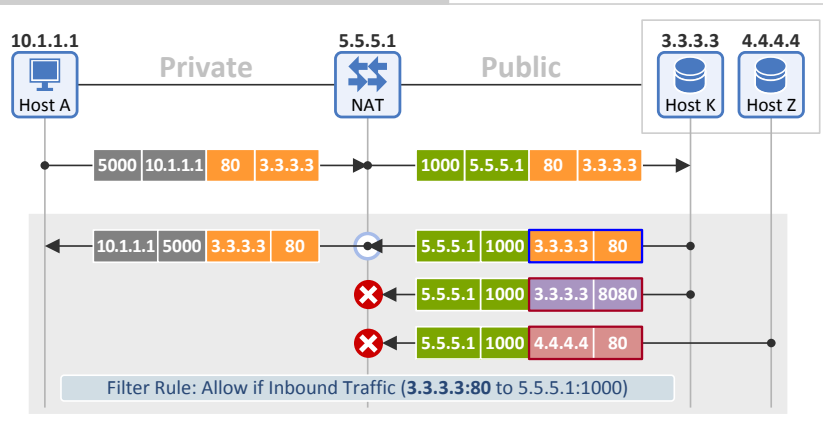 10.1.1.1 5.5.5.1 3.3.3.3 4.4.4.4
Private Public
Host A NAT Host K Host Z
5000 10.1.1.1 80 3.3.3.3 1000 5.5.5.1 80 3.3.3.3
10.1.1.1 5000 3.3.3.3 80 5.5.5.1 1000 3.3.3.3 80
5.5.5.1 1000 3.3.3.3 8080
5.5.5.1 1000 4.4.4.4 80
Filter Rule: Allow if Inbound Traffic (3.3.3.3:80 to 5.5.5.1:1000)